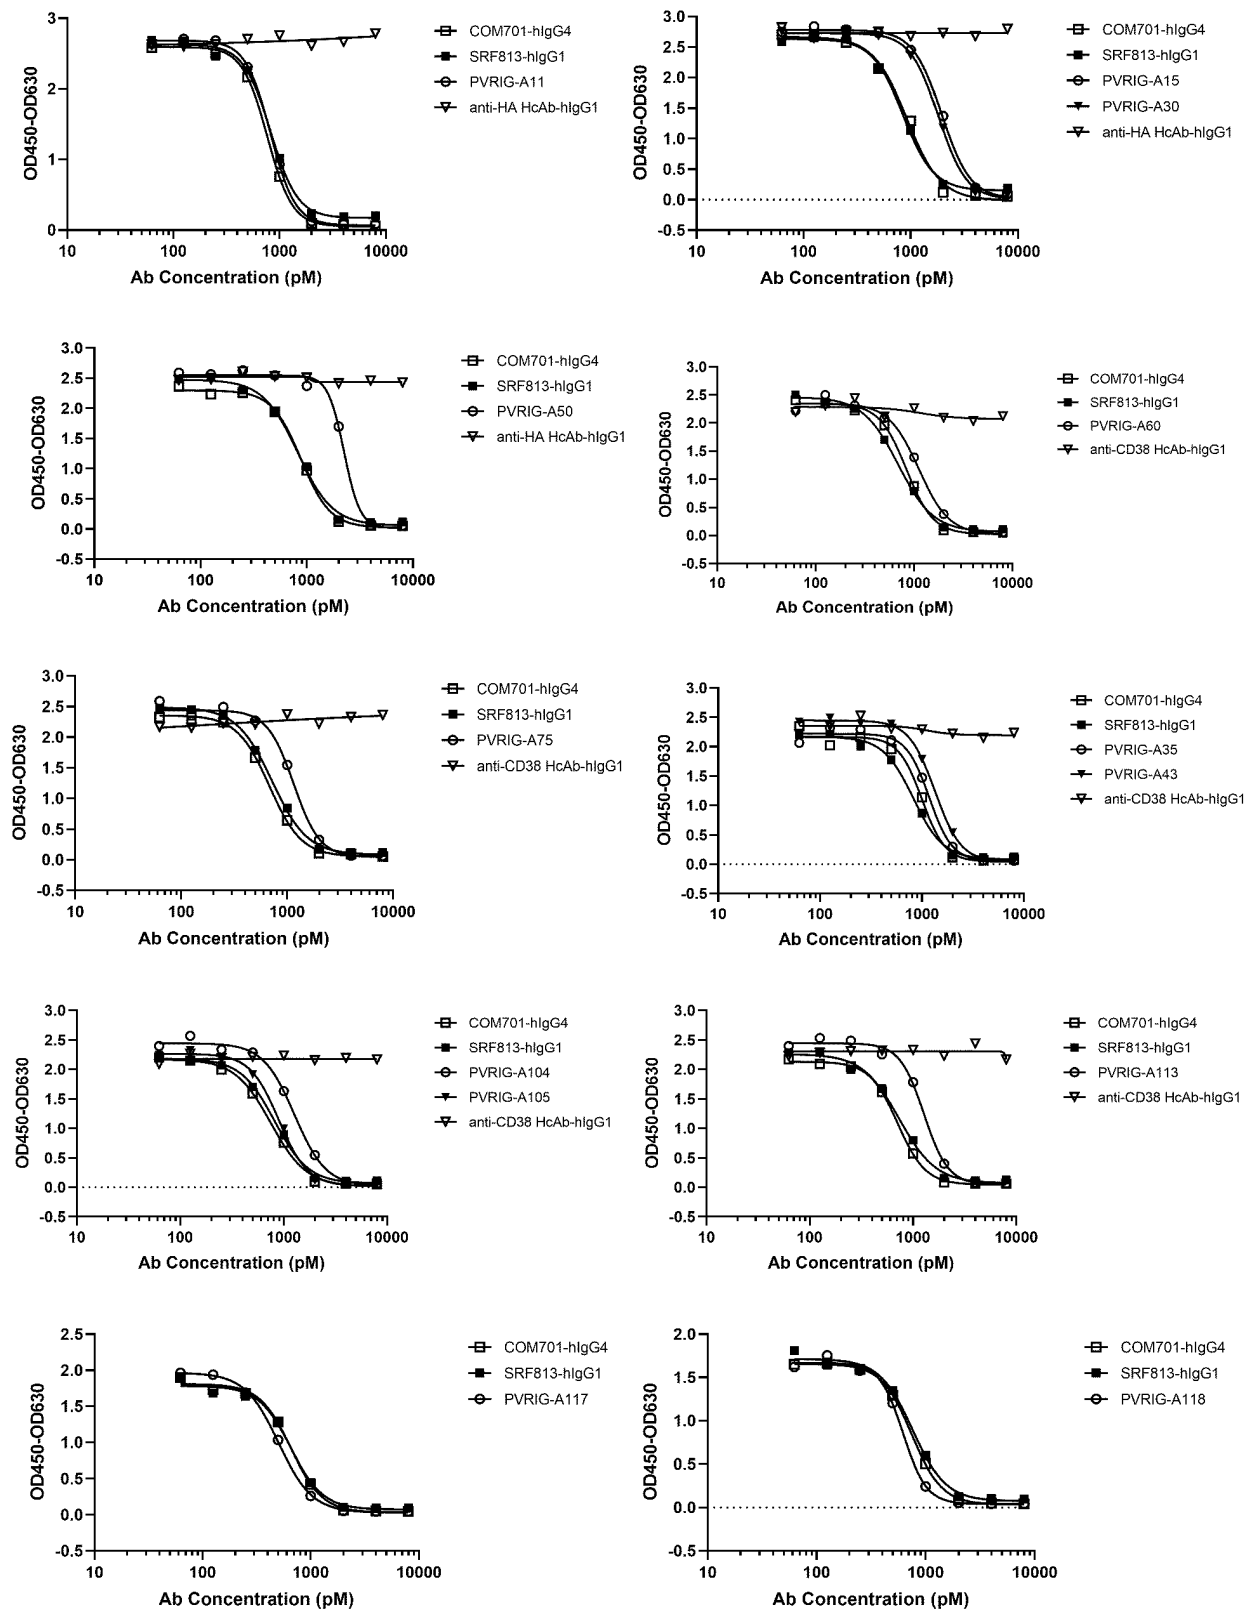 3
2
1
0
10
100
1000
10000
OD450-OD630
Ab Concentration (pM)
COM701-hIgG4
SRF813-hIgG1
PVRIG-A11
anti-HA HcAb-hIgG1
3.0
2.5
2.0
1.5
1.0
0.5
0.0
-0.5
10
100
1000
10000
OD450-OD630
Ab Concentration (pM)
COM701-hIgG4
SRF813-hIgG1
PVRIG-A15
PVRIG-A30
anti-HA HcAb-hIgG1
3.0
2.5
2.0
1.5
1.0
0.5
0.0
-0.5
10
100
1000
10000
OD450-OD630
Ab Concentration (pM)
COM701-hIgG4
SRF813-hIgG1
PVRIG-A50
anti-HA HcAb-hIgG1
3.0
2.5
2.0
1.5
1.0
0.5
0.0
-0.5
10
100
1000
10000
OD450-OD630
Ab Concentration (pM)
COM701-hIgG4
SRF813-hIgG1
PVRIG-A60
anti-CD38 HcAb-hIgG1
3.0
2.5
2.0
1.5
1.0
0.5
0.0
-0.5
10
100
1000
10000
OD450-OD630
Ab Concentration (pM)
COM701-hIgG4
SRF813-hIgG1
PVRIG-A75
anti-CD38 HcAb-hIgG1
3.0
2.5
2.0
1.5
1.0
0.5
0.0
-0.5
10
100
1000
10000
OD450-OD630
Ab Concentration (pM)
COM701-hIgG4
SRF813-hIgG1
PVRIG-A35
PVRIG-A43
anti-CD38 HcAb-hIgG1
3.0
2.5
2.0
1.5
1.0
0.5
0.0
-0.5
10
100
1000
10000
OD450-OD630
Ab Concentration (pM)
COM701-hIgG4
SRF813-hIgG1
PVRIG-A104
PVRIG-A105
anti-CD38 HcAb-hIgG1
3.0
2.5
2.0
1.5
1.0
0.5
0.0
-0.5
10
100
1000
10000
OD450-OD630
Ab Concentration (pM)
COM701-hIgG4
SRF813-hIgG1
PVRIG-A113
anti-CD38 HcAb-hIgG1
2.5
2.0
1.5
1.0
0.5
0.0
-0.5
10
100
1000
10000
OD450-OD630
Ab Concentration (pM)
COM701-hIgG4
SRF813-hIgG1
PVRIG-A117
2.0
1.5
1.0
0.5
0.0
-0.5
10
100
1000
10000
OD450-OD630
Ab Concentration (pM)
COM701-hIgG4
SRF813-hIgG1
PVRIG-A118